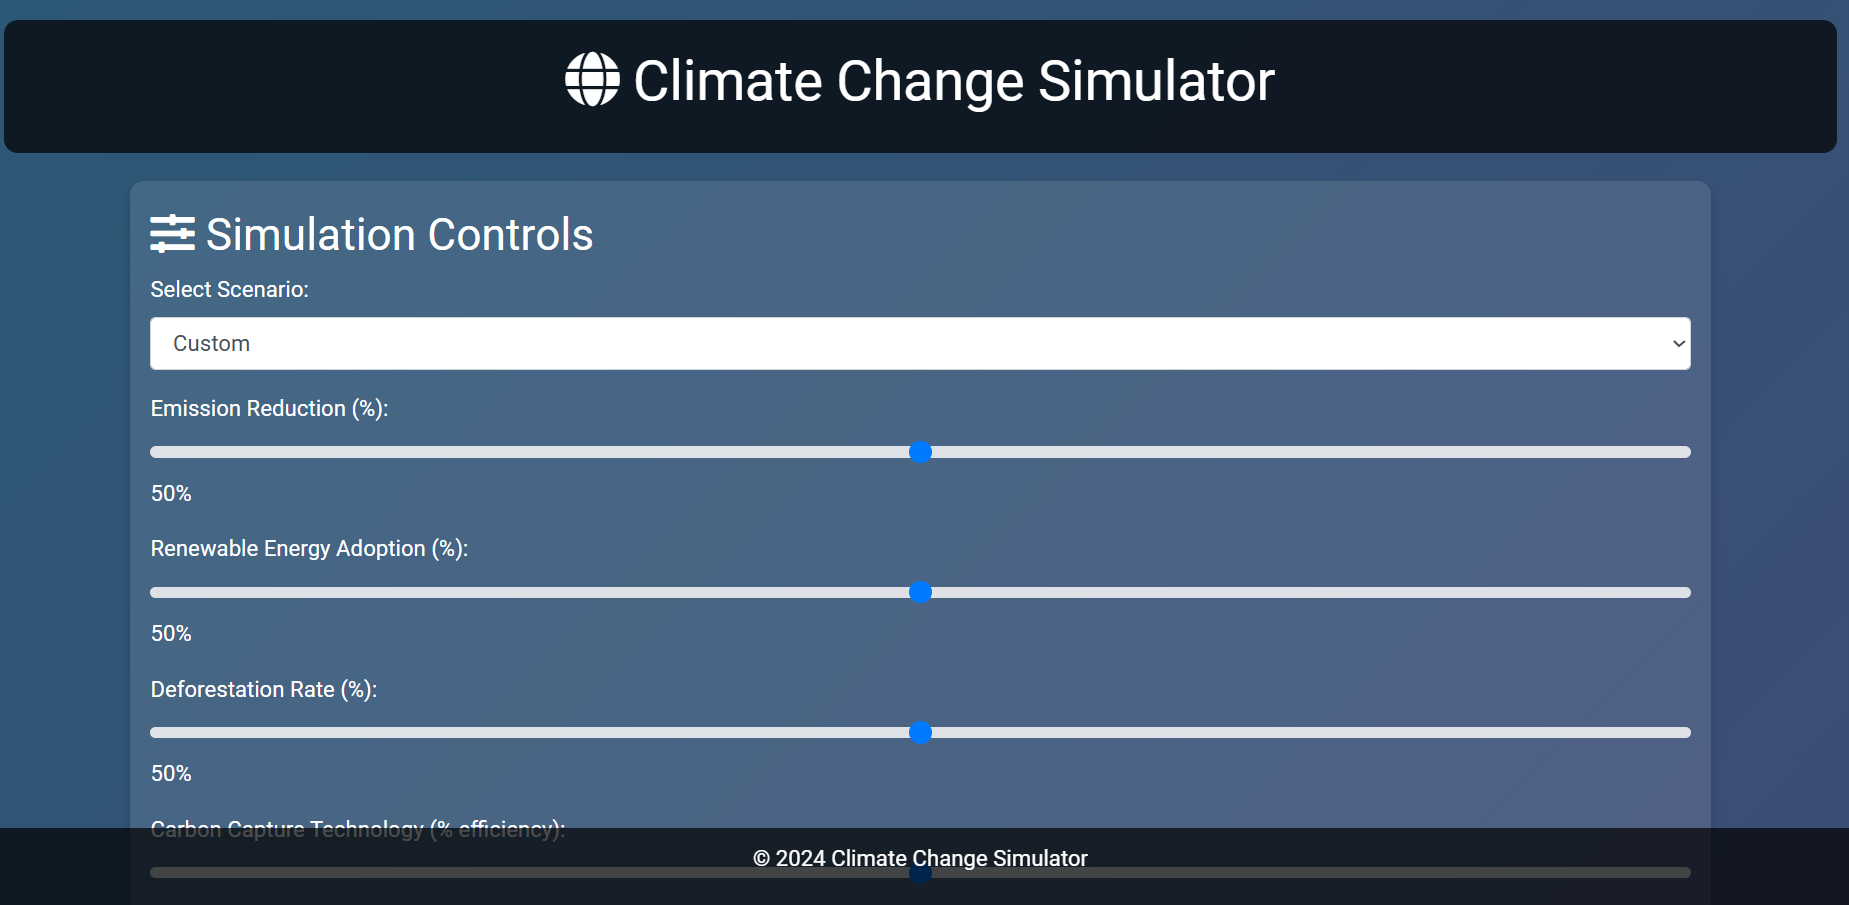 Climate Change Simulator
Simulation Controls
Select Scenario:
Custom
Emission Reduction (%):
50%
Renewable Energy Adoption (%):
50%
Deforestation Rate (%):
50%
Carbon Capture Technology (% efficiency):
© 2024 Climate Change Simulator